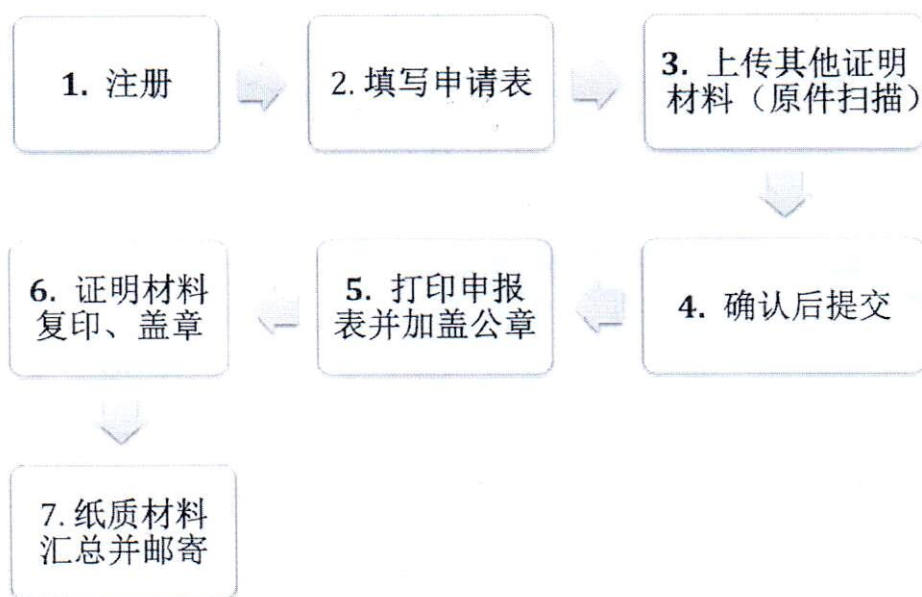 1. 注册
2. 填写申请表
3. 上传其他证明
材料（原件扫描）
4. 确认后提交
5. 打印申报
表并加盖公章
6. 证明材料
复印、盖章
7. 纸质材料
汇总并邮寄